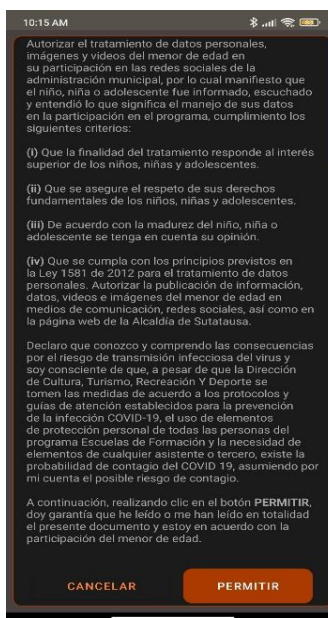 10:15 AM
Autorizar el tratamiento de datos personales,
imágenes y videos del menor de edad en
su participación en las redes sociales de la
administración municipal, por lo cual manifiesto que
el niño, niña o adolescente fue informado, escuchado
y entendió lo que significa el manejo de sus datos
en la participación en el programa, cumplimiento los
siguientes criterios:
(i) Que la finalidad del tratamiento responde al interés
superior de los niños, niñas y adolescentes.
(ii) Que se asegure el respeto de sus derechos
fundamentales de los niños, niñas y adolescentes.
(iii) De acuerdo con la madurez del niño, niña o
adolescente se tenga en cuenta su opinión.
(iv) Que se cumpla con los principios previstos en
la Ley 1581 de 2012 para el tratamiento de datos
personales. Autorizar la publicación de información,
datos, videos e imágenes del menor de edad en
medios de comunicación, redes sociales, así como en
la página web de la Alcaldía de Sutatausa.
Declaro que conozco y comprendo las consecuencias
por el riesgo de transmisión infecciosa del virus y
soy consciente de que, a pesar de que la Dirección
de Cultura, Turismo, Recreación Y Deporte se
tomen las medidas de acuerdo a los protocolos y
guías de atención establecidos para la prevención
de la infección COVID-19, el uso de elementos
de protección personal de todas las personas del
programa Escuelas de Formación y la necesidad de
elementos de cualquier asistente o tercero, existe la
probabilidad de contagio del COVID 19, asumiendo por
mi cuenta el posible riesgo de contagio.
A continuación, realizando clic en el botón PERMITIR,
doy garantía que he leído o me han leído en totalidad
el presente documento y estoy en acuerdo con la
participación del menor de edad.
CANCELAR PERMITIR